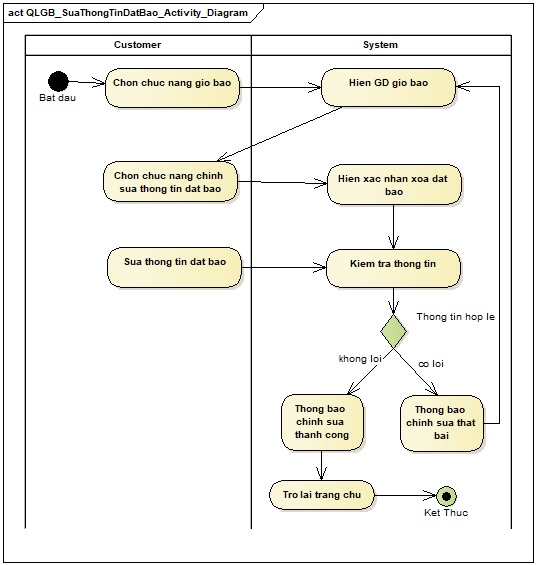 act QLGB_SuaThongTinDatBao_Activity_Diagram
Customer
System
Bat dau
Chon chuc nang gio bao
Hien GD gio bao
Chon chuc nang chinh
sua thong tin dat bao
Hien xac nhan xoa dat
bao
Sua thong tin dat bao
Kiem tra thong tin
Thong tin hop le
khong loi
co loi
Thong bao
chinh sua
thanh cong
Thong bao
chinh sua that
bai
Tro lai trang chu
Ket Thuc